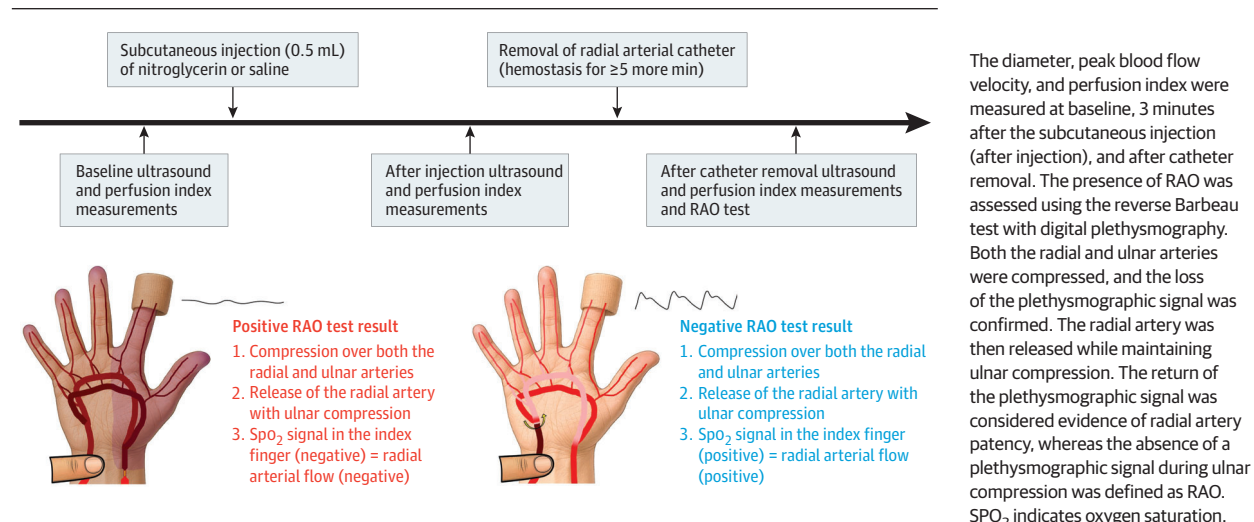 Subcutaneous injection (0.5 mL)
of nitroglycerin or saline
Removal of radial arterial catheter
(hemostasis for ≥5 more min)
Baseline ultrasound
and perfusion index
measurements
After injection ultrasound
and perfusion index
measurements
After catheter removal ultrasound
and perfusion index measurements
and RAO test
Positive RAO test result
1. Compression over both the
radial and ulnar arteries
2. Release of the radial artery
with ulnar compression
3. Spo₂ signal in the index
finger (negative) = radial
arterial flow (negative)
Negative RAO test result
1. Compression over both the radial
and ulnar arteries
2. Release of the radial artery with
ulnar compression
3. Spo₂ signal in the index finger
(positive) = radial arterial flow
(positive)
The diameter, peak blood flow
velocity, and perfusion index were
measured at baseline, 3 minutes
after the subcutaneous injection
(after injection), and after catheter
removal. The presence of RAO was
assessed using the reverse Barbeau
test with digital plethysmography.
Both the radial and ulnar arteries
were compressed, and the loss
of the plethysmographic signal was
confirmed. The radial artery was
then released while maintaining
ulnar compression. The return of
the plethysmographic signal was
considered evidence of radial artery
patency, whereas the absence of a
plethysmographic signal during ulnar
compression was defined as RAO.
SPO₂ indicates oxygen saturation.